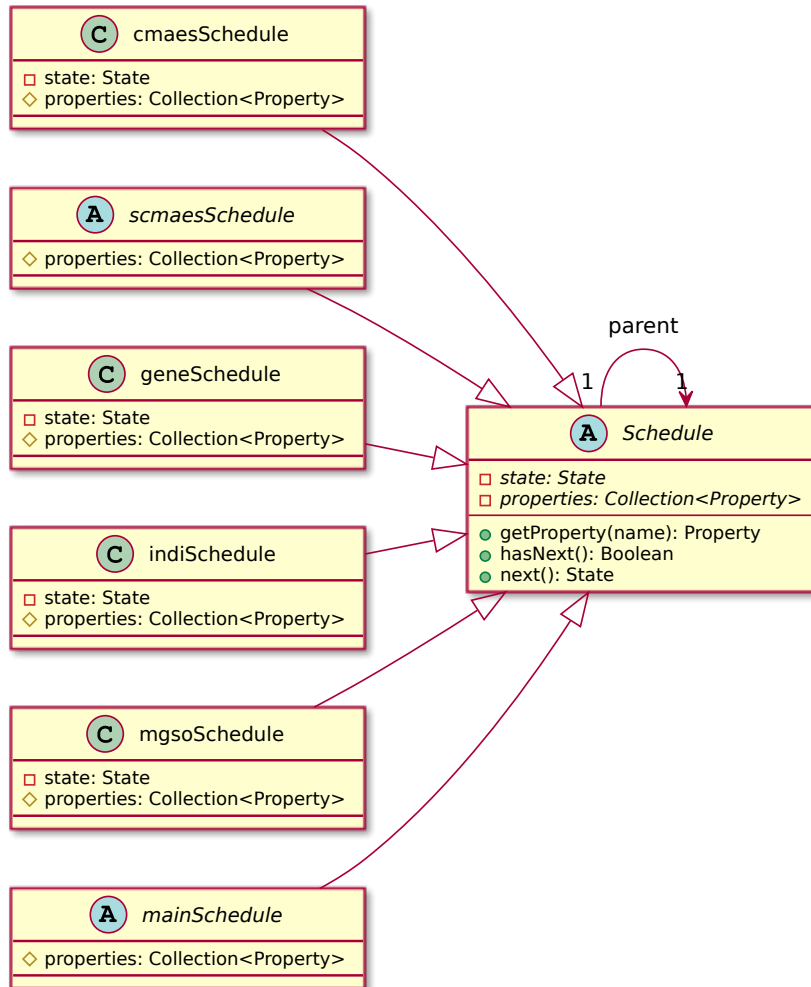 C cmaesSchedule
state: State
properties: Collection<Property>
A scmaesSchedule
properties: Collection<Property>
C geneSchedule
state: State
properties: Collection<Property>
C indiSchedule
state: State
properties: Collection<Property>
C mgsoSchedule
state: State
properties: Collection<Property>
A mainSchedule
properties: Collection<Property>
parent
1 1
A Schedule
state: State
properties: Collection<Property>
getProperty(name): Property
hasNext(): Boolean
next(): State